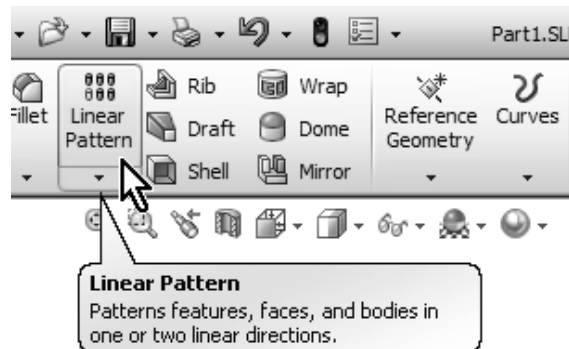 Part1.SL
Fillet
Linear
Pattern
Rib
Draft
Shell
Wrap
Dome
Mirror
Reference
Geometry
Curves
Linear Pattern
Patterns features, faces, and bodies in
one or two linear directions.